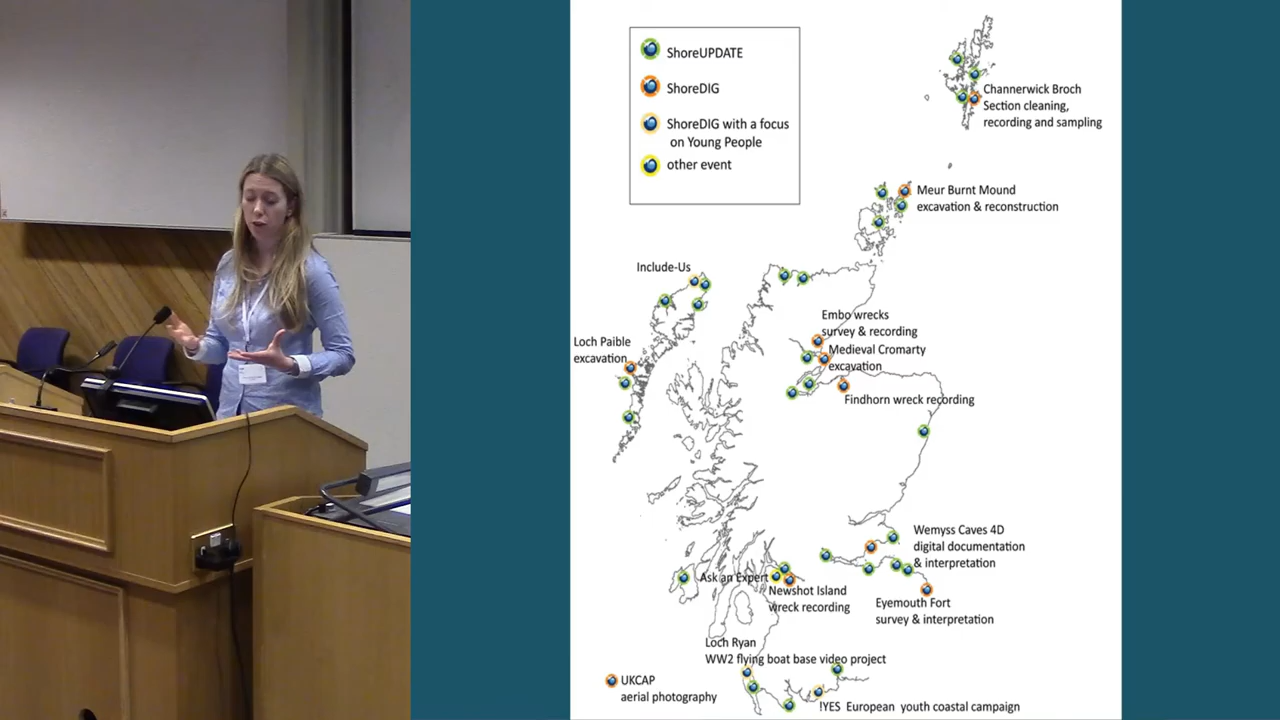 ShoreUPDATE
ShoreDIG
ShoreDIG with a focus
on Young People
other event
Channerwick Broch
Section cleaning,
recording and sampling
Meur Burnt Mound
excavation & reconstruction
Include-Us
Embo wrecks
survey & recording
Loch Paible
excavation
Medieval Cromarty
excavation
Findhorn wreck recording
Wemyss Caves 4D
digital documentation
& interpretation
Ask an Expert
Newshot Island
wreck recording
Eyemouth Fort
survey & interpretation
Loch Ryan
WW2 flying boat base video project
UKCAP
aerial photography
!YES European youth coastal campaign